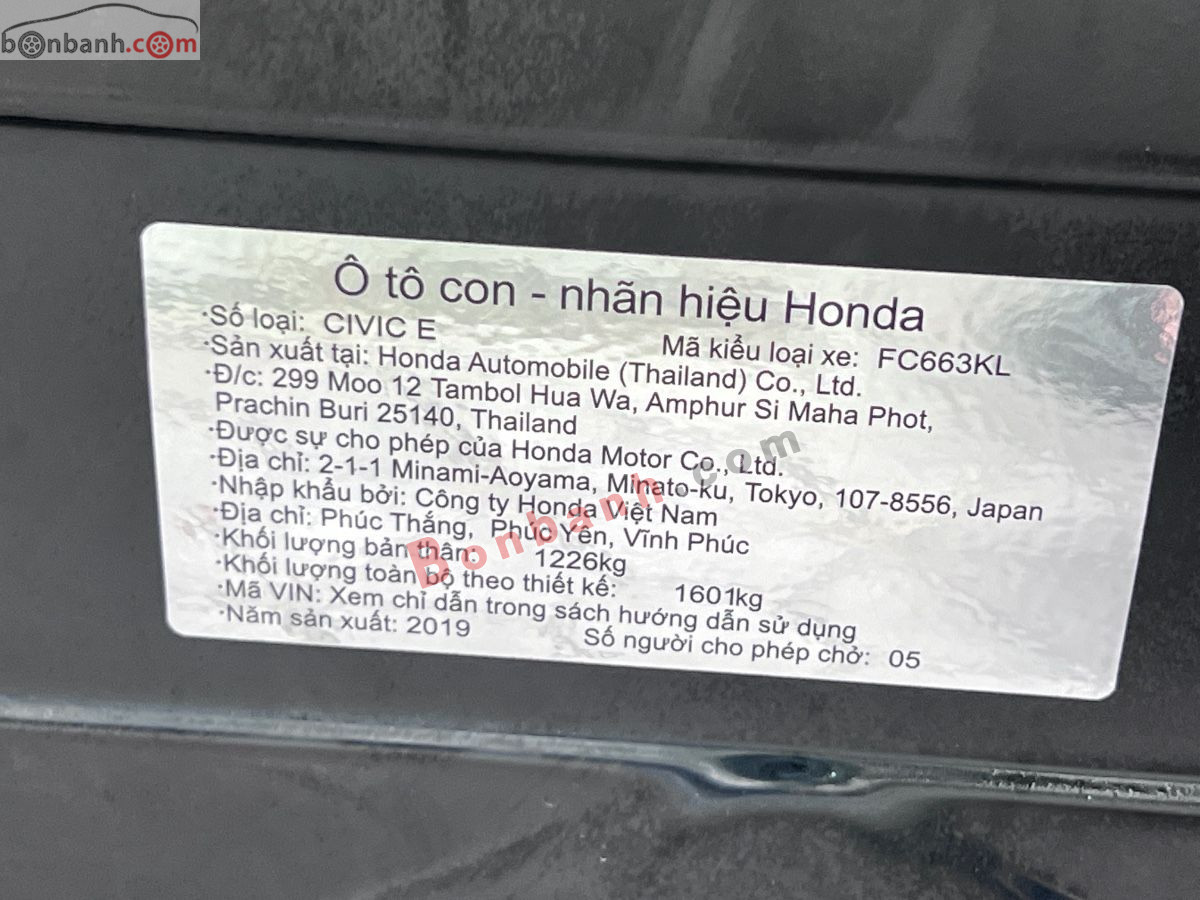 bonbanh.com
Ô tô con - nhãn hiệu Honda
·Số loại: CIVIC E Mã kiểu loại xe: FC663KL
·Sản xuất tại: Honda Automobile (Thailand) Co., Ltd.
·Đ/c: 299 Moo 12 Tambol Hua Wa, Amphur Si Maha Phot,
Prachin Buri 25140, Thailand
·Được sự cho phép của Honda Motor Co., Ltd.
·Địa chỉ: 2-1-1 Minami-Aoyama, Minato-ku, Tokyo, 107-8556, Japan
·Nhập khẩu bởi: Công ty Honda Việt Nam
·Địa chỉ: Phúc Thắng, Phúc Yên, Vĩnh Phúc
·Khối lượng bản thân: 1226kg
·Khối lượng toàn bộ theo thiết kế: 1601kg
·Mã VIN: Xem chỉ dẫn trong sách hướng dẫn sử dụng
·Năm sản xuất: 2019 Số người cho phép chở: 05
Bonbanh.com